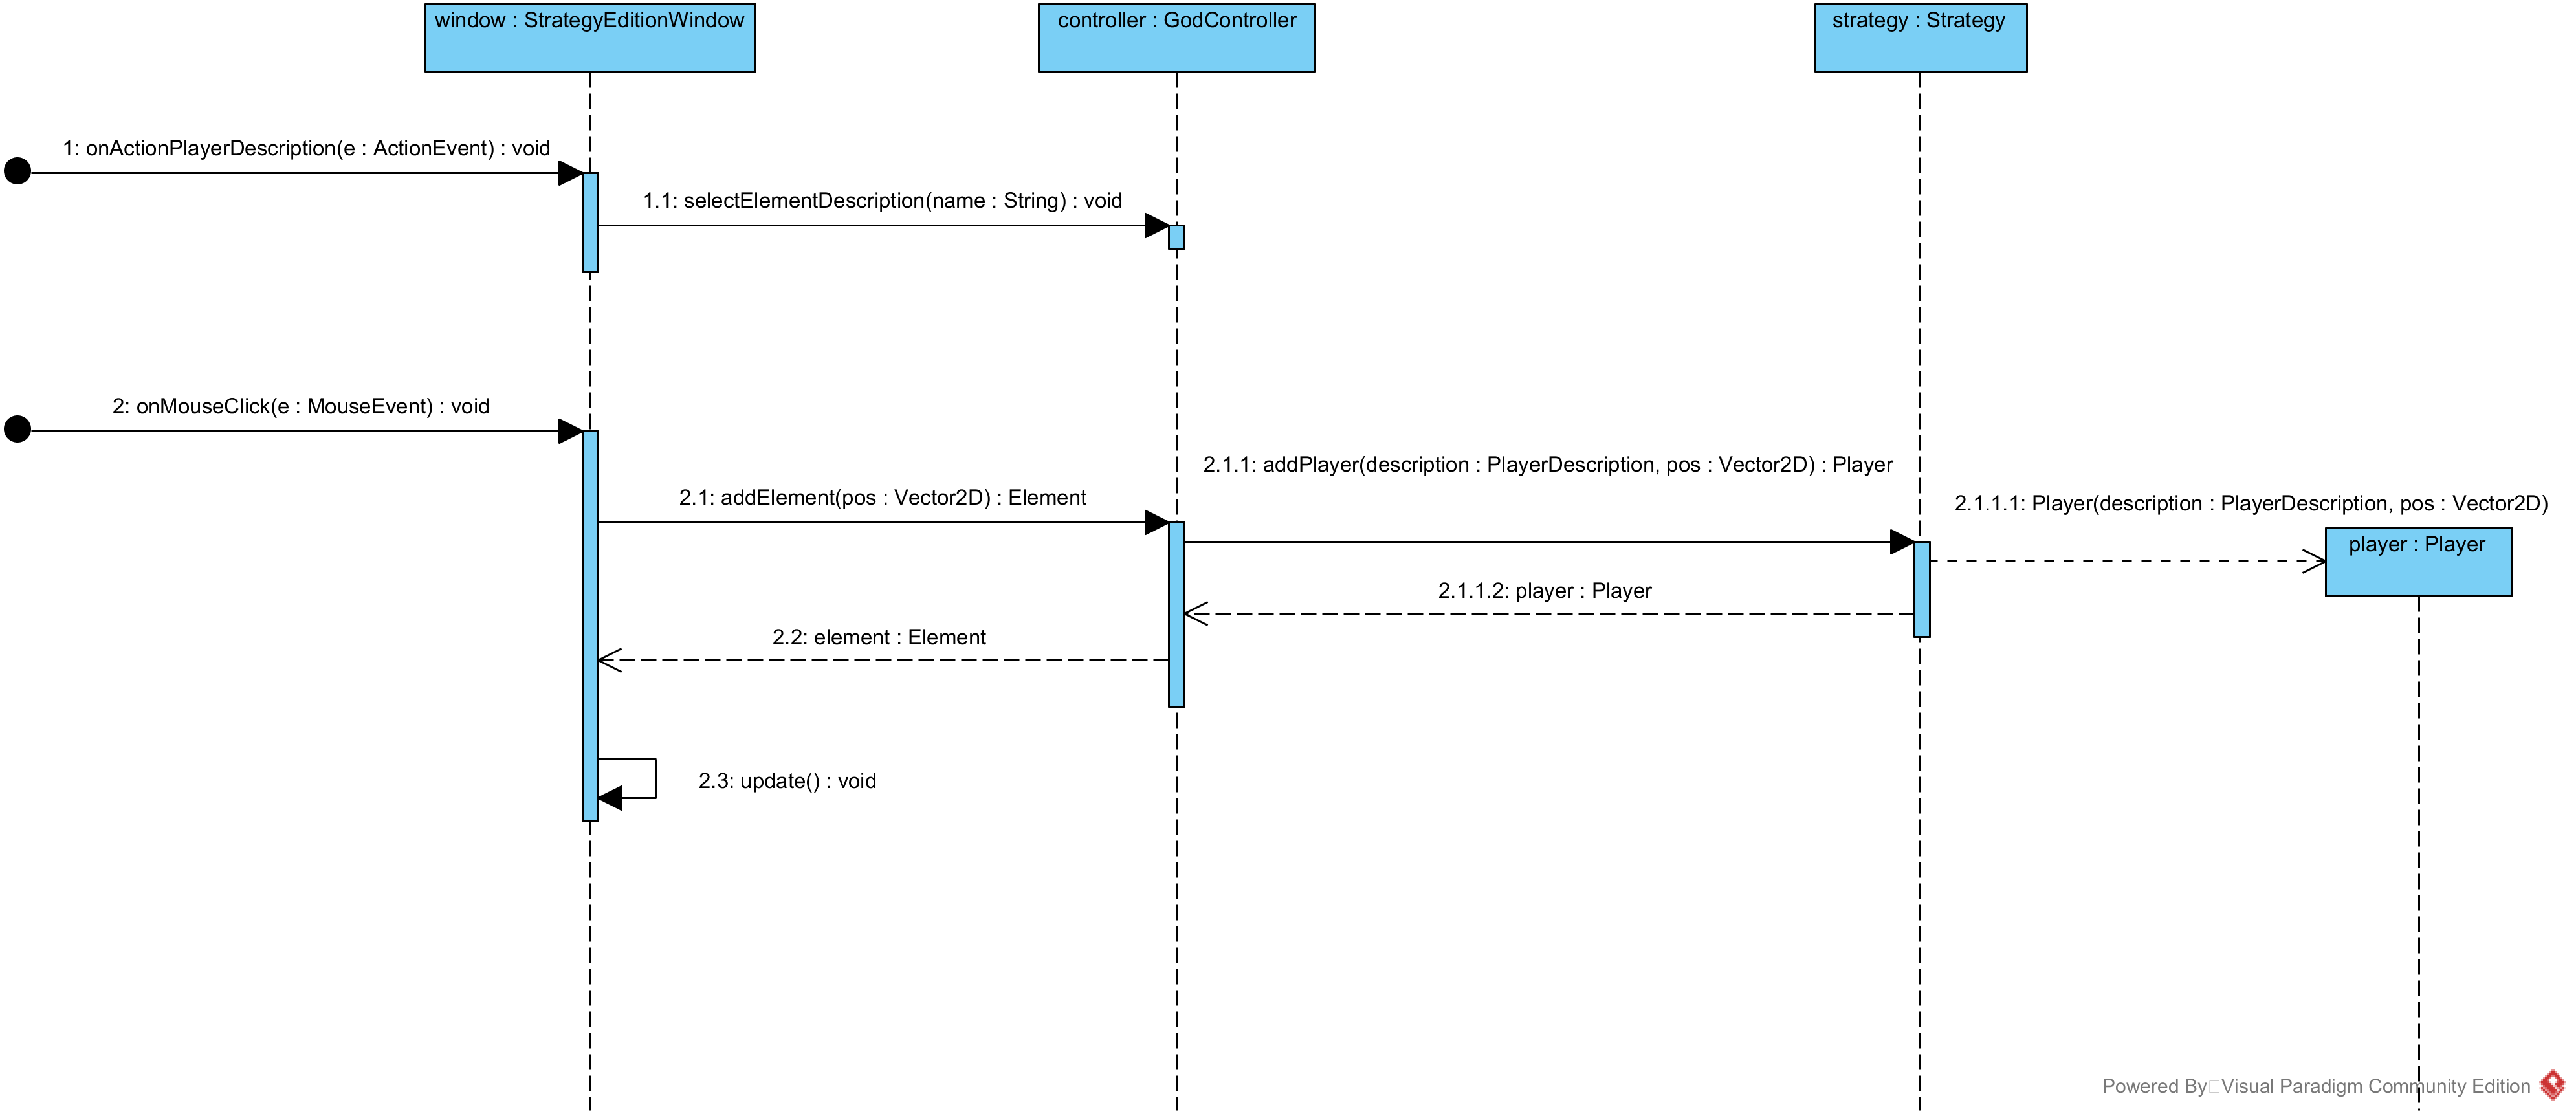 window : StrategyEditionWindow
controller : GodController
strategy : Strategy
1: onActionPlayerDescription(e : ActionEvent) : void
1.1: selectElementDescription(name : String) : void
2: onMouseClick(e : MouseEvent) : void
2.1.1: addPlayer(description : PlayerDescription, pos : Vector2D) : Player
2.1: addElement(pos : Vector2D) : Element
2.1.1.1: Player(description : PlayerDescription, pos : Vector2D)
player : Player
2.1.1.2: player : Player
2.2: element : Element
2.3: update() : void
Powered By Visual Paradigm Community Edition